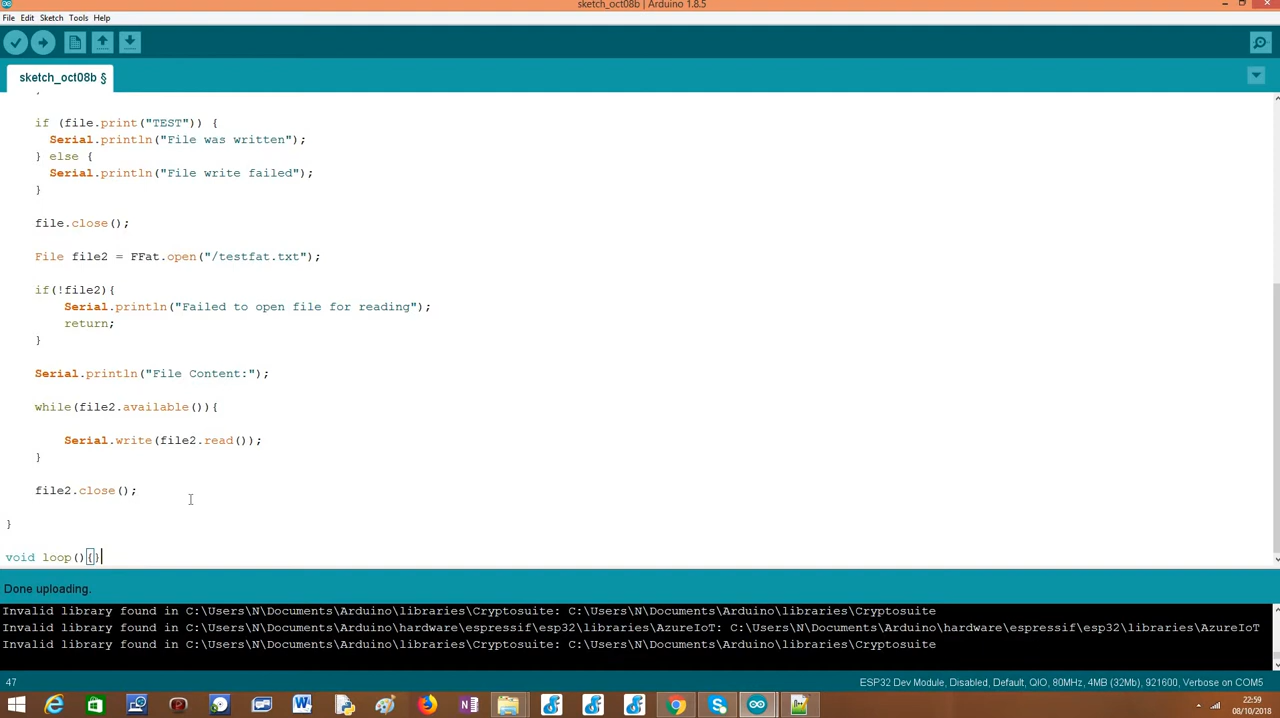 sketch_oct08b | Arduino 1.8.5
File Edit Sketch Tools Help
sketch_oct08b §
}
if (file.print("TEST")) {
Serial.println("File was written");
} else {
Serial.println("File write failed");
}
file.close();
File file2 = FFat.open("/testfat.txt");
if(!file2){
Serial.println("Failed to open file for reading");
return;
}
Serial.println("File Content:");
while(file2.available()){
Serial.write(file2.read());
}
file2.close();
}
void loop(){}
Done uploading.
Invalid library found in C:\Users\N\Documents\Arduino\libraries\Cryptosuite: C:\Users\N\Documents\Arduino\libraries\Cryptosuite
Invalid library found in C:\Users\N\Documents\Arduino\hardware\espressif\esp32\libraries\AzureIoT: C:\Users\N\Documents\Arduino\hardware\espressif\esp32\libraries\AzureIoT
Invalid library found in C:\Users\N\Documents\Arduino\libraries\Cryptosuite: C:\Users\N\Documents\Arduino\libraries\Cryptosuite
47 ESP32 Dev Module, Disabled, Default, QIO, 80MHz, 4MB (32Mb), 921600, Verbose on COM5
22:59
08/10/2018